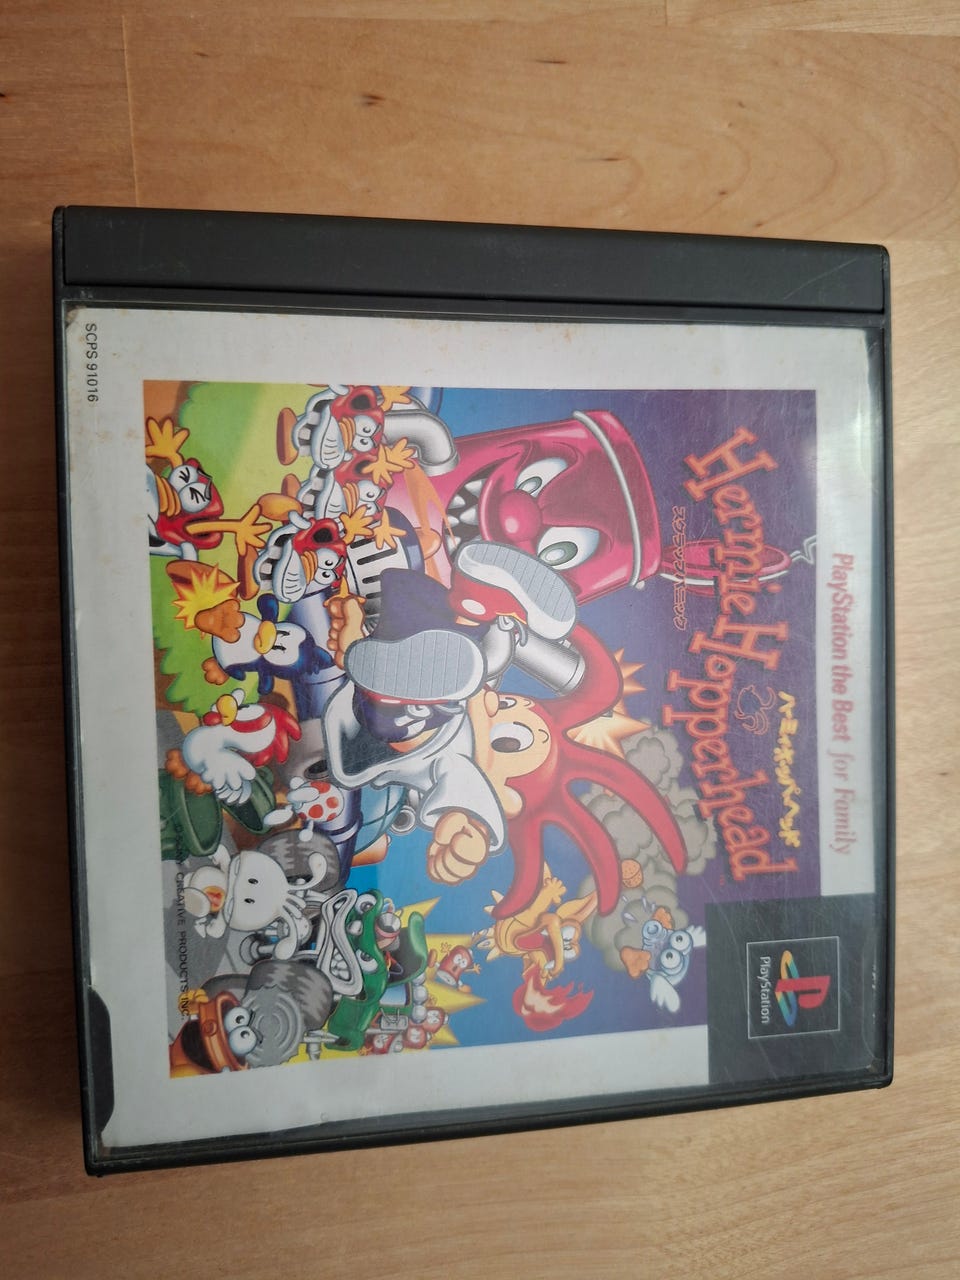 PlayStation the Best for Family
ハーミィホッパーヘッド
Hermie Hopperhead
スクラップパニック
PlayStation
SCPS 91016
CREATIVE PRODUCTS INC.